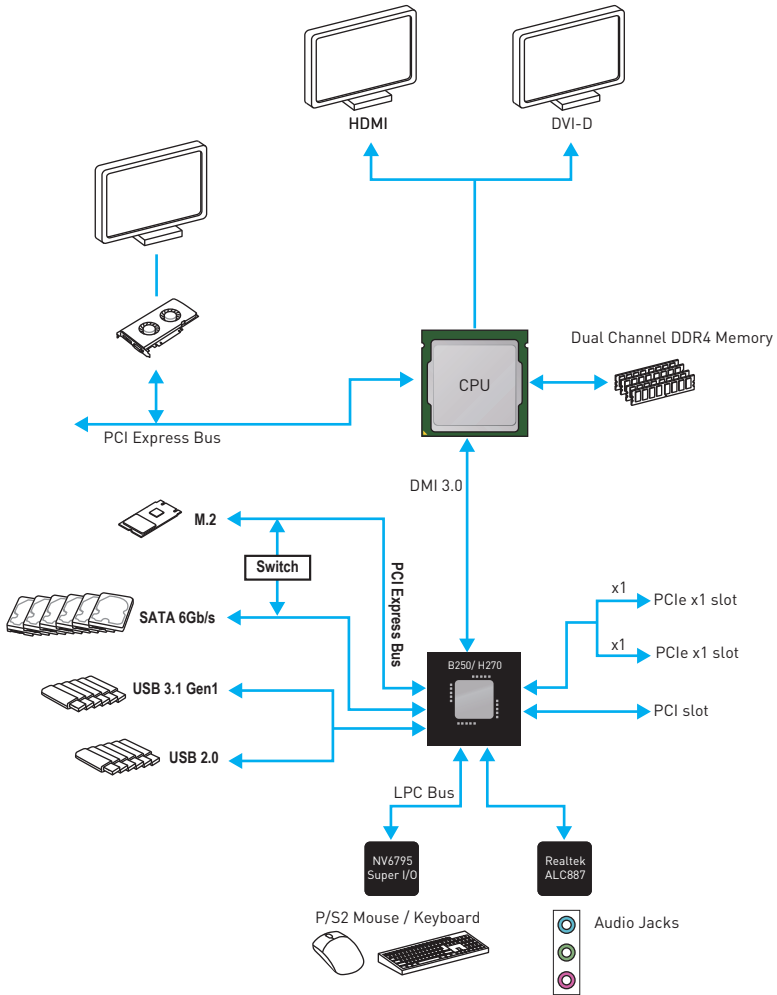 HDMI
DVI-D
Dual Channel DDR4 Memory
CPU
PCI Express Bus
DMI 3.0
M.2
Switch
PCI Express Bus
SATA 6Gb/s
x1
PCIe x1 slot
x1
PCIe x1 slot
B250/ H270
USB 3.1 Gen1
PCI slot
USB 2.0
LPC Bus
NV6795
Super I/O
Realtek
ALC887
P/S2 Mouse / Keyboard
Audio Jacks